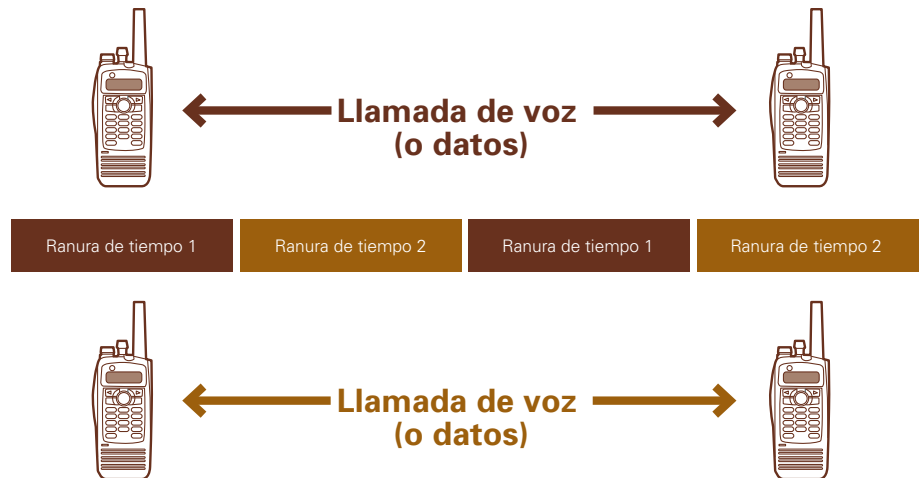 Llamada de voz
(o datos)
Ranura de tiempo 1
Ranura de tiempo 2
Ranura de tiempo 1
Ranura de tiempo 2
Llamada de voz
(o datos)